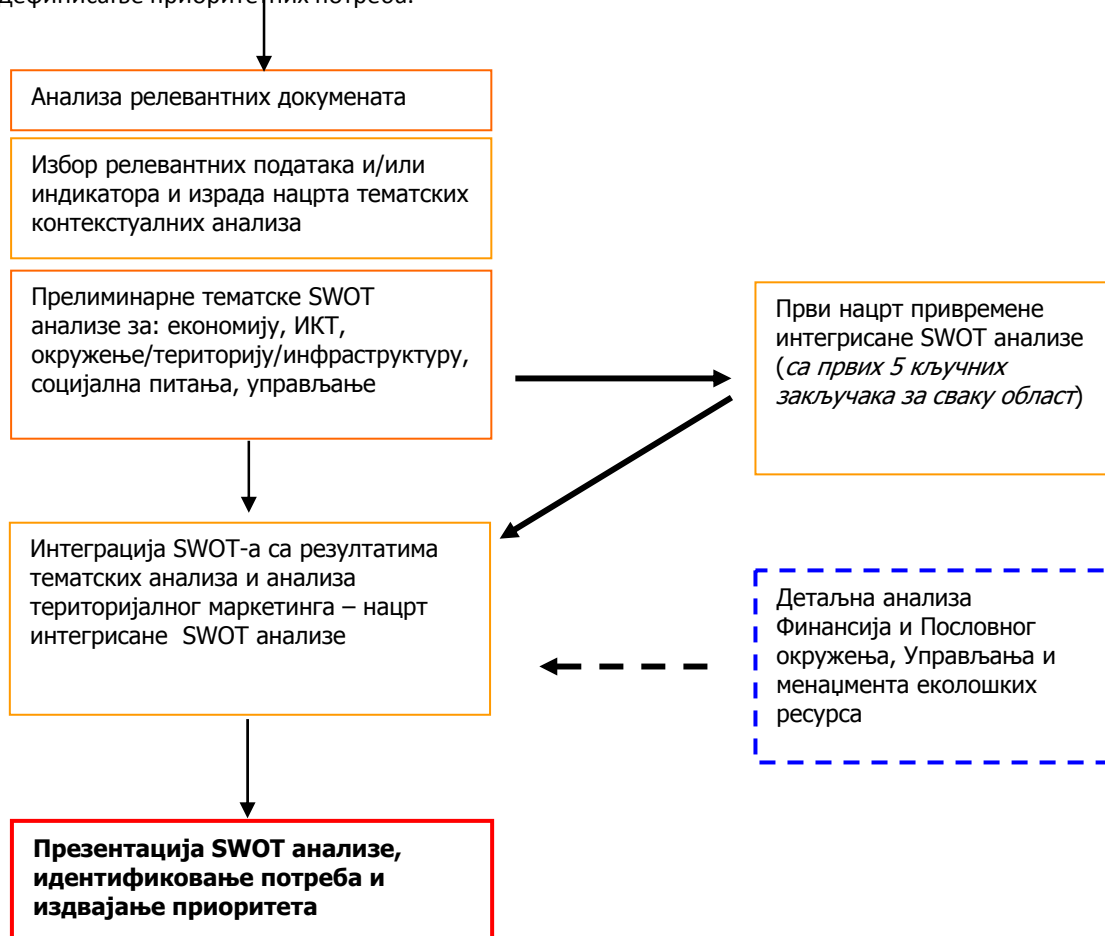 дефинисање приоритетних потреба.
Анализа релевантних докумената
Избор релевантних података и/или
индикатора и израда нацрта тематских
контекстуалних анализа
Прелиминарне тематске SWOT
анализе за: економију, ИКТ,
окружење/територију/инфраструктуру,
социјална питања, управљање
Први нацрт привремене
интегрисане SWOT анализе
(са првих 5 кључних
закључака за сваку област)
Интеграција SWOT-а са резултатима
тематских анализа и анализа
територијалног маркетинга – нацрт
интегрисане SWOT анализе
Детаљна анализа
Финансија и Пословног
окружења, Управљања и
менаџмента еколошких
ресурса
Презентација SWOT анализе,
идентификовање потреба и
издвајање приоритета